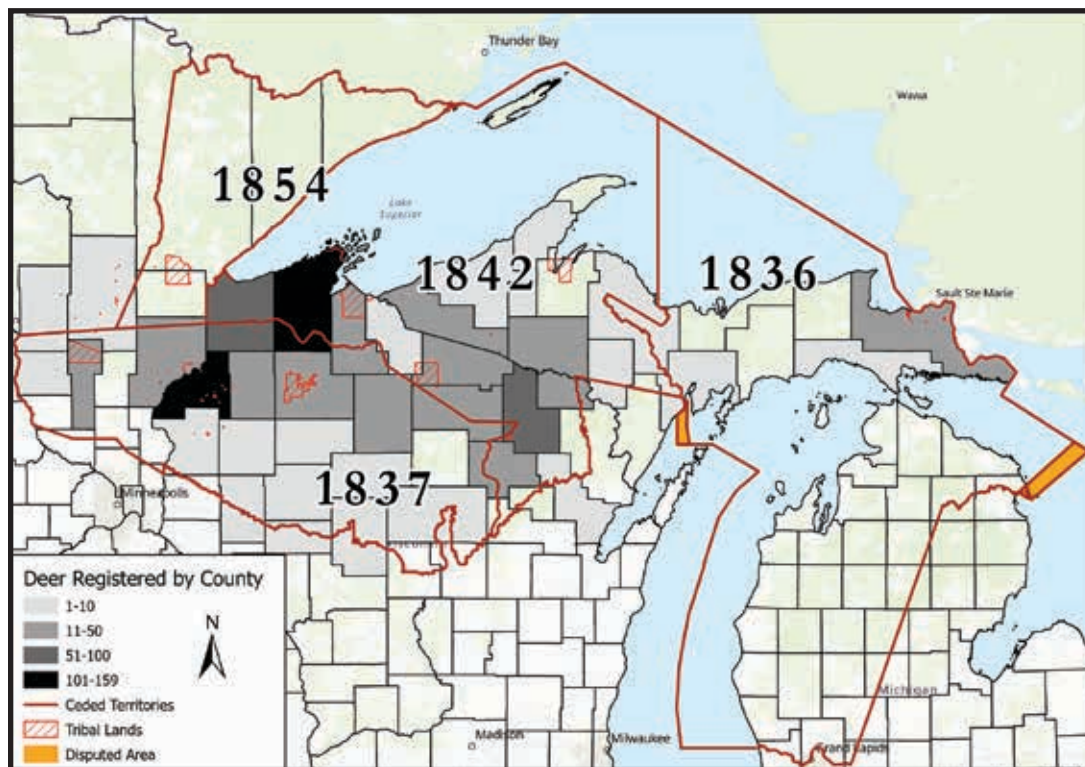 Thunder Bay
Wawa
1854
Lake
Superior
1842
1836
Sault Ste Marie
1837
Minneapolis
Deer Registered by County
1-10
11-50
51-100
101-159
Ceded Territories
Tribal Lands
Disputed Area
N
Michigan
Madison
Milwaukee
Grand Rapids